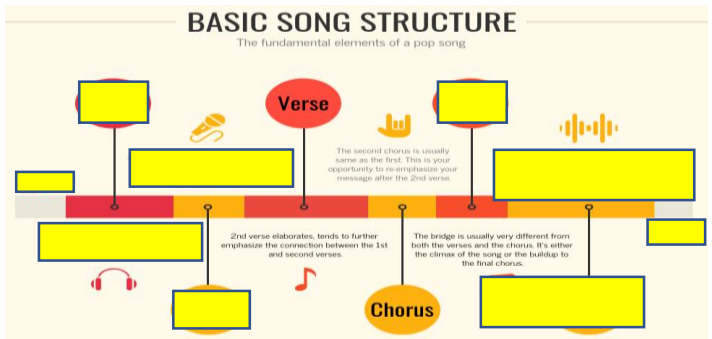 BASIC SONG STRUCTURE
The fundamental elements of a pop song
Verse
The second chorus is usually
same as the first. This is your
opportunity to re-emphasize your
message after the 2nd verse.
2nd verse elaborates, tends to further
emphasize the connection between the 1st
and second verses.
The bridge is usually very different from
both the verses and the chorus. It's either
the climax of the song or the buildup to
the final chorus.
Chorus